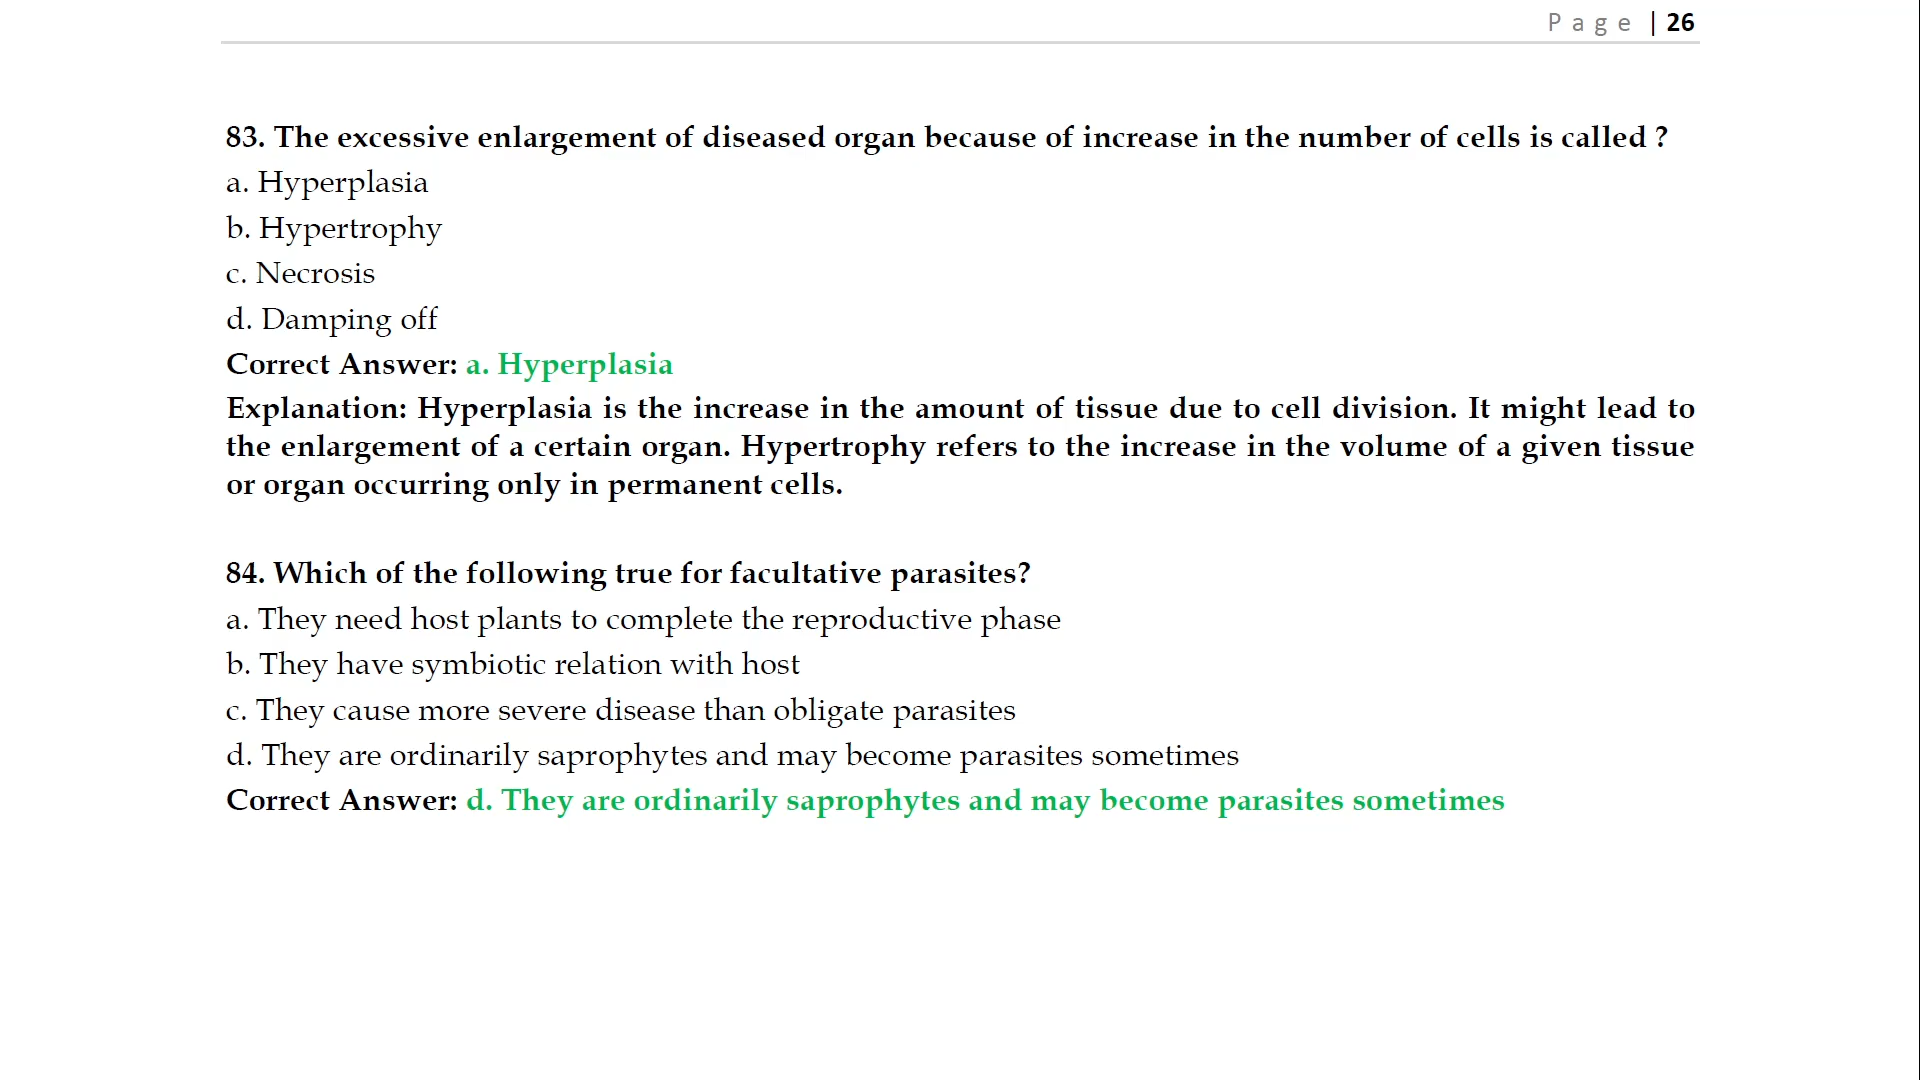 Page | 26
83. The excessive enlargement of diseased organ because of increase in the number of cells is called ?
a. Hyperplasia
b. Hypertrophy
c. Necrosis
d. Damping off
Correct Answer: a. Hyperplasia
Explanation: Hyperplasia is the increase in the amount of tissue due to cell division. It might lead to
the enlargement of a certain organ. Hypertrophy refers to the increase in the volume of a given tissue
or organ occurring only in permanent cells.
84. Which of the following true for facultative parasites?
a. They need host plants to complete the reproductive phase
b. They have symbiotic relation with host
c. They cause more severe disease than obligate parasites
d. They are ordinarily saprophytes and may become parasites sometimes
Correct Answer: d. They are ordinarily saprophytes and may become parasites sometimes